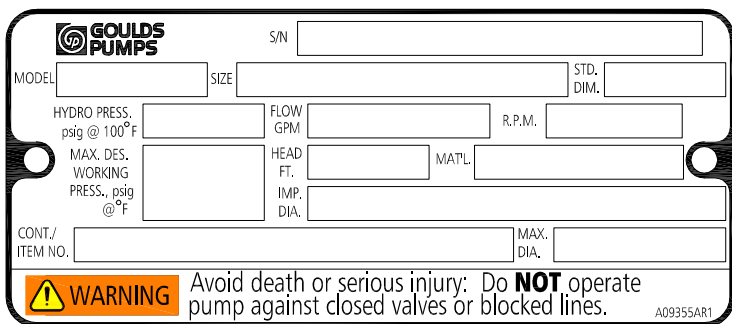 GOULDS
PUMPS
S/N
MODEL
SIZE
STD.
DIM.
HYDRO PRESS.
psig @ 100°F
FLOW
GPM
R.P.M.
MAX. DES.
WORKING
PRESS., psig
@°F
HEAD
FT.
MAT'L.
IMP.
DIA.
CONT./
ITEM NO.
MAX.
DIA.
WARNING
Avoid death or serious injury: Do NOT operate
pump against closed valves or blocked lines.
A09355AR1